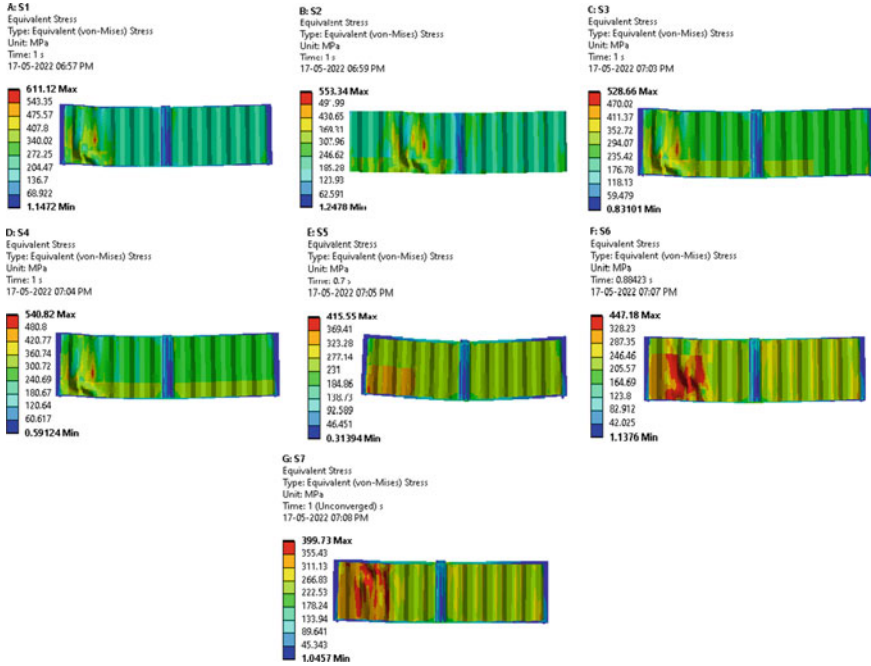 A: S1
Equivalent Stress
Type: Equivalent (von-Mises) Stress
Unit: MPa
Time: 1 s
17-05-2022 06:57 PM
611.12 Max
543.35
475.57
407.8
340.02
272.25
204.47
136.7
68.922
1.1472 Min
B: S2
Equivalent Stress
Type: Equivalent (von-Mises) Stress
Unit: MPa
Time: 1 s
17-05-2022 06:59 PM
553.34 Max
491.99
430.65
369.31
307.96
246.62
185.28
123.93
62.591
1.2478 Min
C: S3
Equivalent Stress
Type: Equivalent (von-Mises) Stress
Unit: MPa
Time: 1 s
17-05-2022 07:03 PM
528.66 Max
470.02
411.37
352.72
294.07
235.42
176.78
118.13
59.479
0.83101 Min
D: S4
Equivalent Stress
Type: Equivalent (von-Mises) Stress
Unit: MPa
Time: 1 s
17-05-2022 07:04 PM
540.82 Max
480.8
420.77
360.74
300.72
240.69
180.67
120.64
60.617
0.59124 Min
E: S5
Equivalent Stress
Type: Equivalent (von-Mises) Stress
Unit: MPa
Time: 0.7 s
17-05-2022 07:05 PM
415.55 Max
369.41
323.28
277.14
231
184.86
138.73
92.589
46.451
0.31394 Min
F: S6
Equivalent Stress
Type: Equivalent (von-Mises) Stress
Unit: MPa
Time: 0.88423 s
17-05-2022 07:07 PM
447.18 Max
328.23
287.35
246.46
205.57
164.69
123.8
82.912
42.025
1.1376 Min
G: S7
Equivalent Stress
Type: Equivalent (von-Mises) Stress
Unit: MPa
Time: 1 (Unconverged) s
17-05-2022 07:08 PM
399.73 Max
355.43
311.13
266.83
222.53
178.24
133.94
89.641
45.343
1.0457 Min